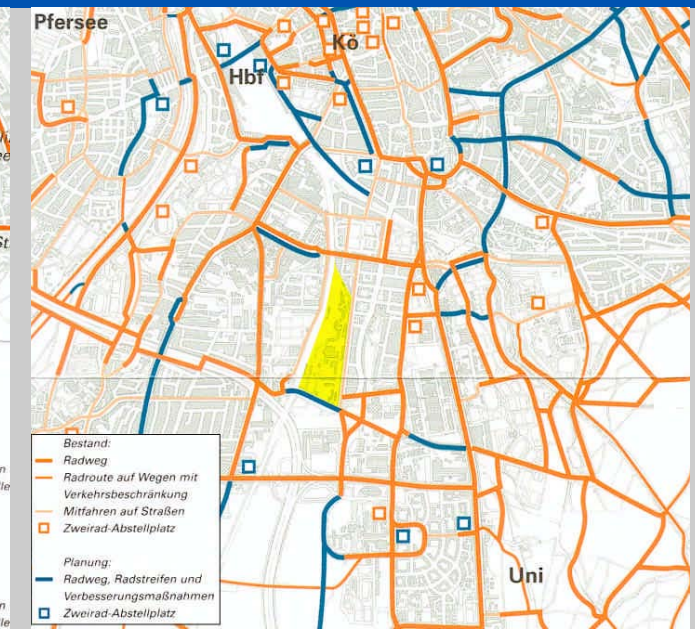 Pfersee
Kö
Hbf
St.
Bestand:
Radweg
Radroute auf Wegen mit
Verkehrsbeschränkung
Mitfahren auf Straßen
Zweirad-Abstellplatz
Planung:
Radweg, Radstreifen und
Verbesserungsmaßnahmen
Zweirad-Abstellplatz
Uni